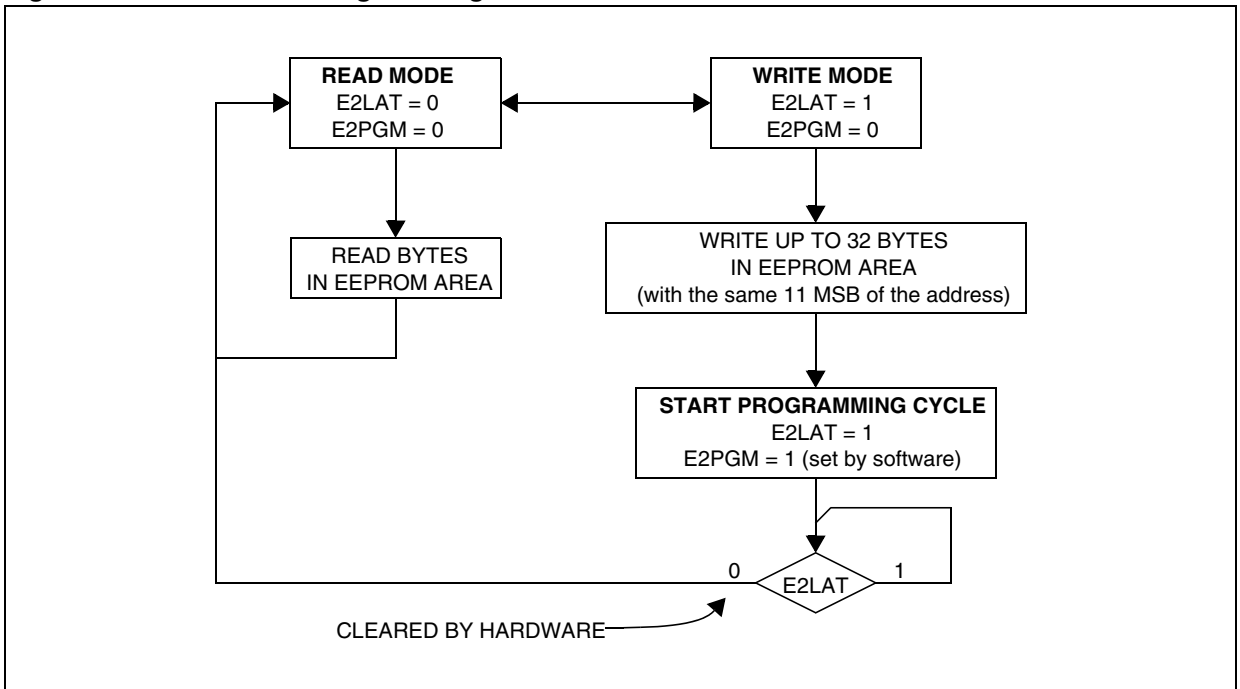 READ MODE
E2LAT = 0
E2PGM = 0
WRITE MODE
E2LAT = 1
E2PGM = 0
READ BYTES
IN EEPROM AREA
WRITE UP TO 32 BYTES
IN EEPROM AREA
(with the same 11 MSB of the address)
START PROGRAMMING CYCLE
E2LAT = 1
E2PGM = 1 (set by software)
0
E2LAT
1
CLEARED BY HARDWARE